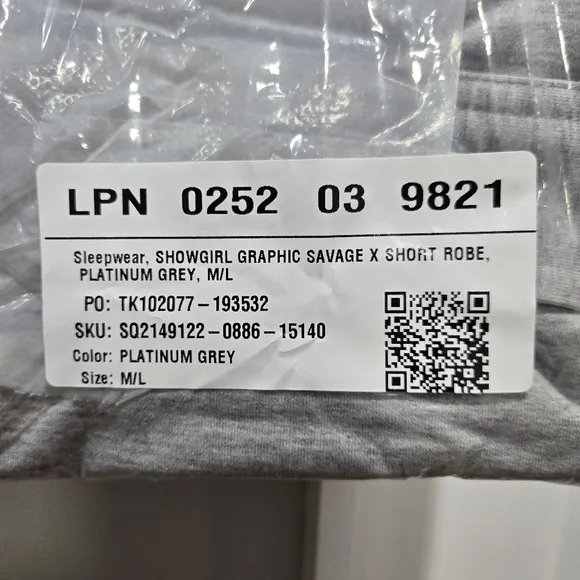 LPN 0252 03 9821
Sleepwear, SHOWGIRL GRAPHIC SAVAGE X SHORT ROBE,
PLATINUM GREY, M/L
PO: TK102077-193532
SKU: SQ2149122-0886-15140
Color: PLATINUM GREY
Size: M/L